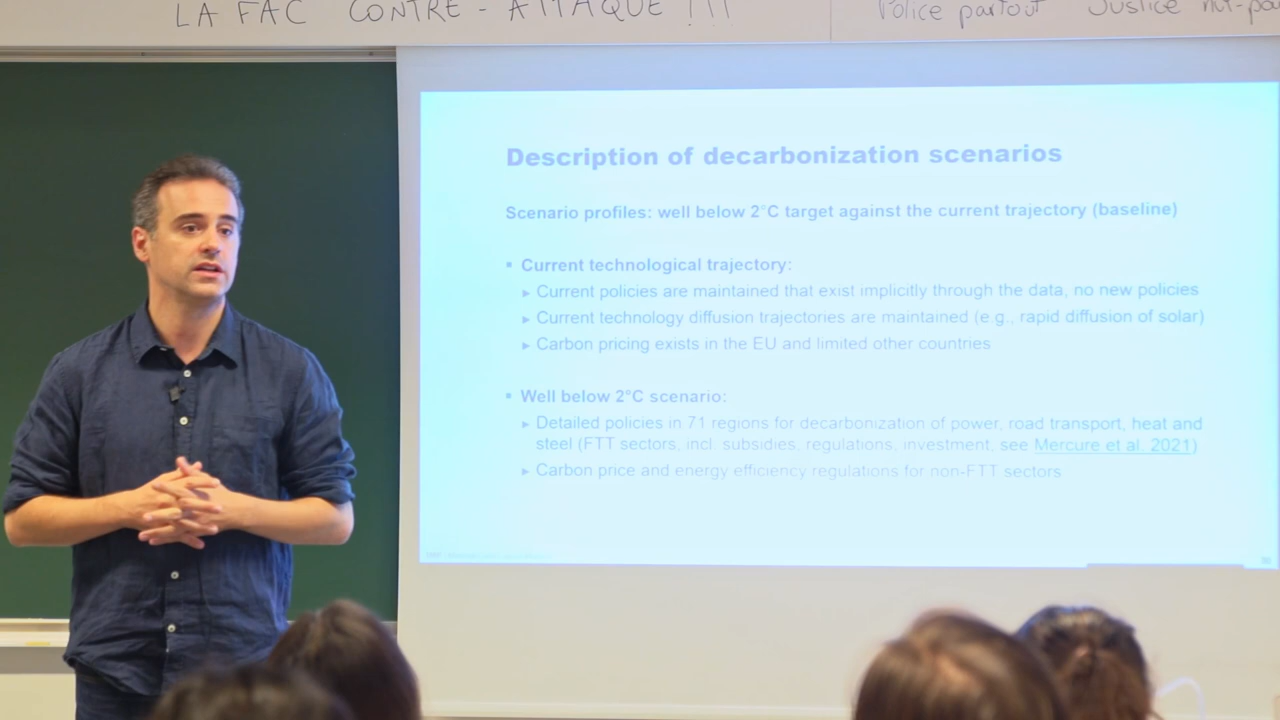 LA FAC CONTRE-ATTAQUE !!!
Police partout Justice nul-pa
Description of decarbonization scenarios
Scenario profiles: well below 2°C target against the current trajectory (baseline)
▪ Current technological trajectory:
► Current policies are maintained that exist implicitly through the data, no new policies
► Current technology diffusion trajectories are maintained (e.g., rapid diffusion of solar)
► Carbon pricing exists in the EU and limited other countries
▪ Well below 2°C scenario:
► Detailed policies in 71 regions for decarbonization of power, road transport, heat and
steel (FTT sectors, incl. subsidies, regulations, investment, see Mercure et al. 2021)
► Carbon price and energy efficiency regulations for non-FTT sectors